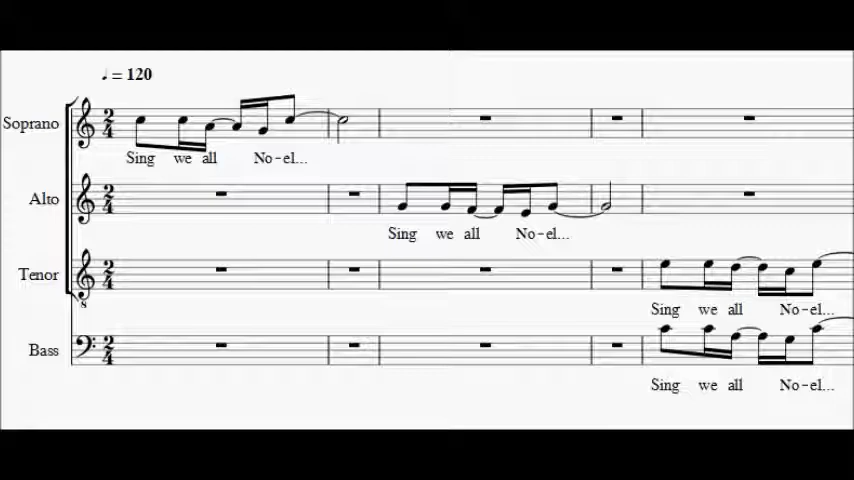 ♩ = 120
Soprano
Sing we all No-el...
Alto
Sing we all No-el...
Tenor
Sing we all No-el...
Bass
Sing we all No-el...